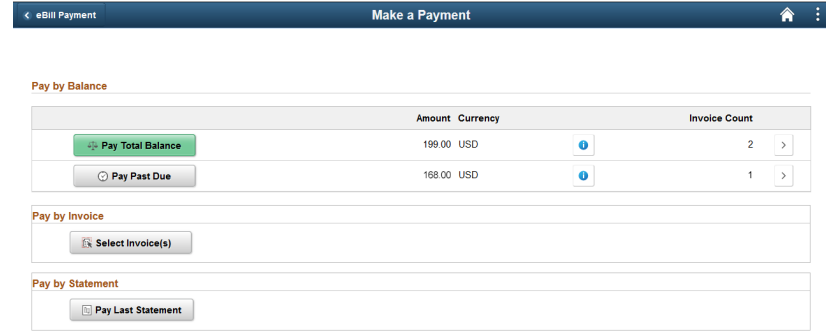 eBill Payment Make a Payment
Pay by Balance
Amount Currency Invoice Count
Pay Total Balance 199.00 USD 2
Pay Past Due 168.00 USD 1
Pay by Invoice
Select Invoice(s)
Pay by Statement
Pay Last Statement